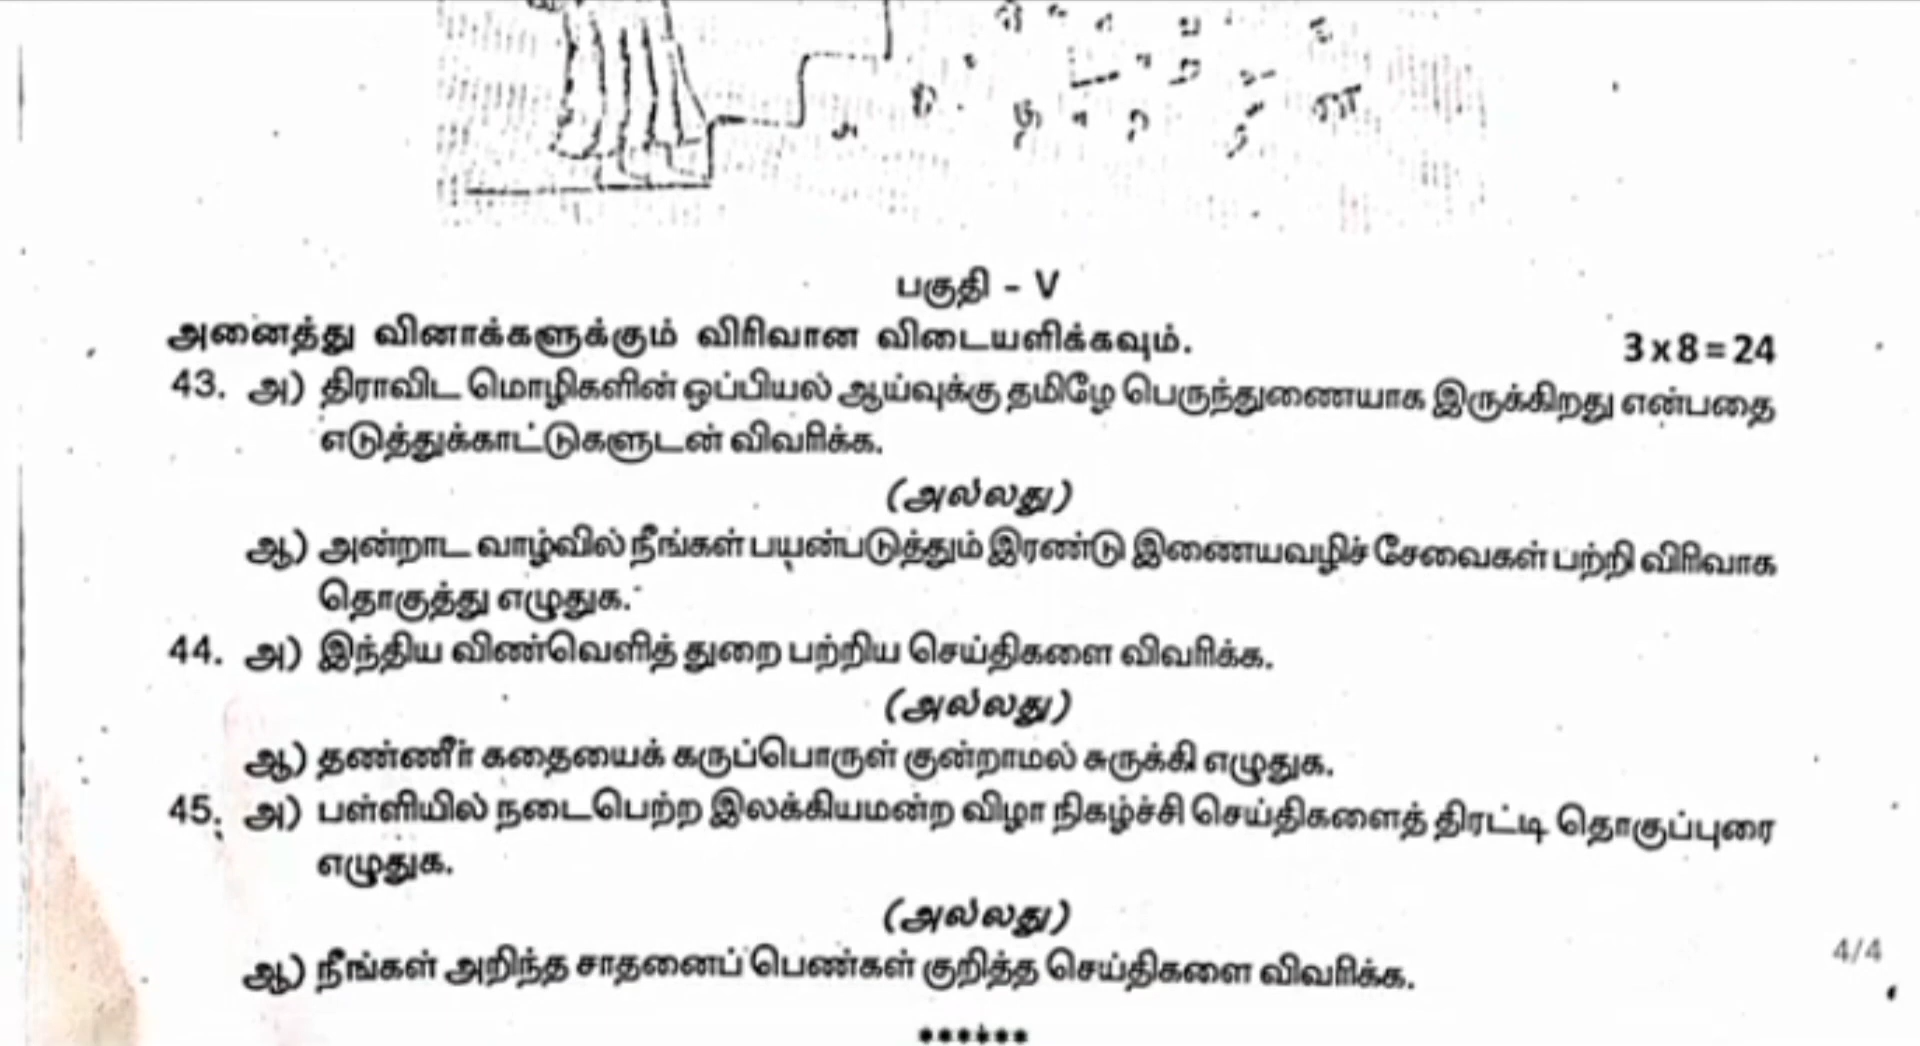 பகுதி - V
அனைத்து வினாக்களுக்கும் விரிவான விடையளிக்கவும். 3 x 8 = 24
43. அ) திராவிட மொழிகளின் ஒப்பியல் ஆய்வுக்கு தமிழே பெருந்துணையாக இருக்கிறது என்பதை
எடுத்துக்காட்டுகளுடன் விவரிக்க.
(அல்லது)
ஆ) அன்றாட வாழ்வில் நீங்கள் பயன்படுத்தும் இரண்டு இணையவழிச் சேவைகள் பற்றி விரிவாக
தொகுத்து எழுதுக.
44. அ) இந்திய விண்வெளித் துறை பற்றிய செய்திகளை விவரிக்க.
(அல்லது)
ஆ) தண்ணீர் கதையைக் கருப்பொருள் குன்றாமல் சுருக்கி எழுதுக.
45. அ) பள்ளியில் நடைபெற்ற இலக்கியமன்ற விழா நிகழ்ச்சி செய்திகளைத் திரட்டி தொகுப்புரை
எழுதுக.
(அல்லது)
ஆ) நீங்கள் அறிந்த சாதனைப் பெண்கள் குறித்த செய்திகளை விவரிக்க.
4/4